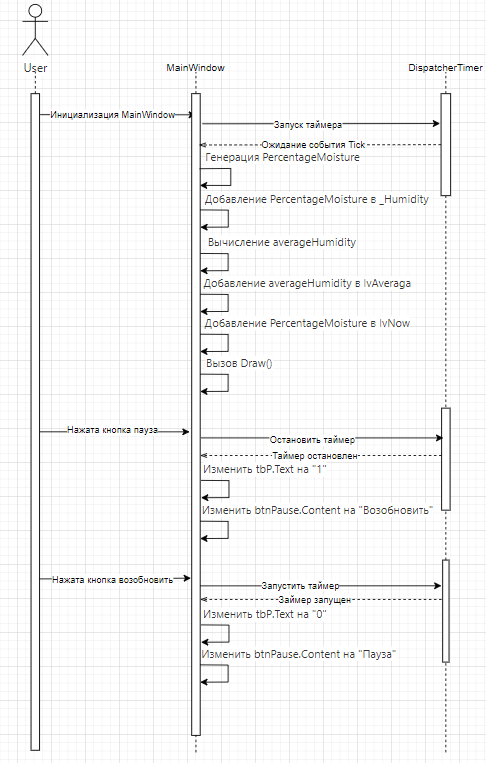 User
MainWindow
DispatcherTimer
Инициализация MainWindow
Запуск таймера
Ожидание события Tick
Генерация PercentageMoisture
Добавление PercentageMoisture в _Humidity
Вычисление averageHumidity
Добавление averageHumidity в lvAveraga
Добавление PercentageMoisture в lvNow
Вызов Draw()
Нажата кнопка пауза
Остановить таймер
Таймер остановлен
Изменить tbP.Text на "1"
Изменить btnPause.Content на "Возобновить"
Нажата кнопка возобновить
Запустить таймер
Займер запущен
Изменить tbP.Text на "0"
Изменить btnPause.Content на "Пауза"